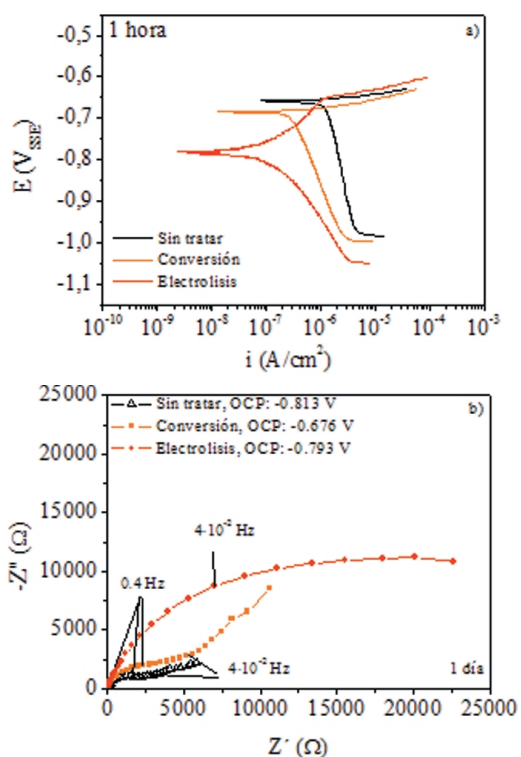 1 hora
a)
-0,5
-0,6
-0,7
-0,8
-0,9
-1,0
-1,1
E (V_SSE)
Sin tratar
Conversión
Electrolisis
10⁻¹⁰ 10⁻⁹ 10⁻⁸ 10⁻⁷ 10⁻⁶ 10⁻⁵ 10⁻⁴ 10⁻³
i (A/cm²)
25000
20000
15000
10000
5000
0
-Z'' (Ω)
Sin tratar, OCP: -0.813 V
b)
Conversión, OCP: -0.676 V
Electrolisis, OCP: -0.793 V
4·10⁻² Hz
0.4 Hz
4·10⁻² Hz
1 día
0 5000 10000 15000 20000 25000
Z´ (Ω)